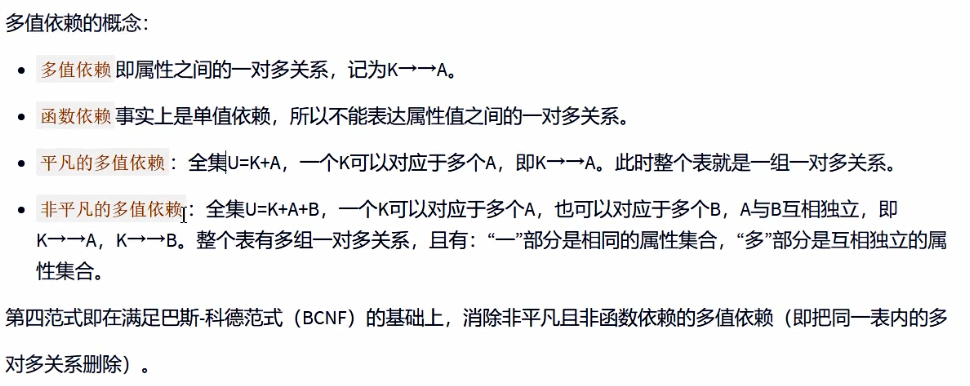 多值依赖的概念：
• 多值依赖即属性之间的一对多关系，记为K→→A。
• 函数依赖事实上是单值依赖，所以不能表达属性值之间的一对多关系。
• 平凡的多值依赖：全集U=K+A，一个K可以对应于多个A，即K→→A。此时整个表就是一组一对多关系。
• 非平凡的多值依赖：全集U=K+A+B，一个K可以对应于多个A，也可以对应于多个B，A与B互相独立，即
K→→A，K→→B。整个表有多组一对多关系，且有：“一”部分是相同的属性集合，“多”部分是互相独立的属
性集合。
第四范式即在满足巴斯-科德范式（BCNF）的基础上，消除非平凡且非函数依赖的多值依赖（即把同一表内的多
对多关系删除）。